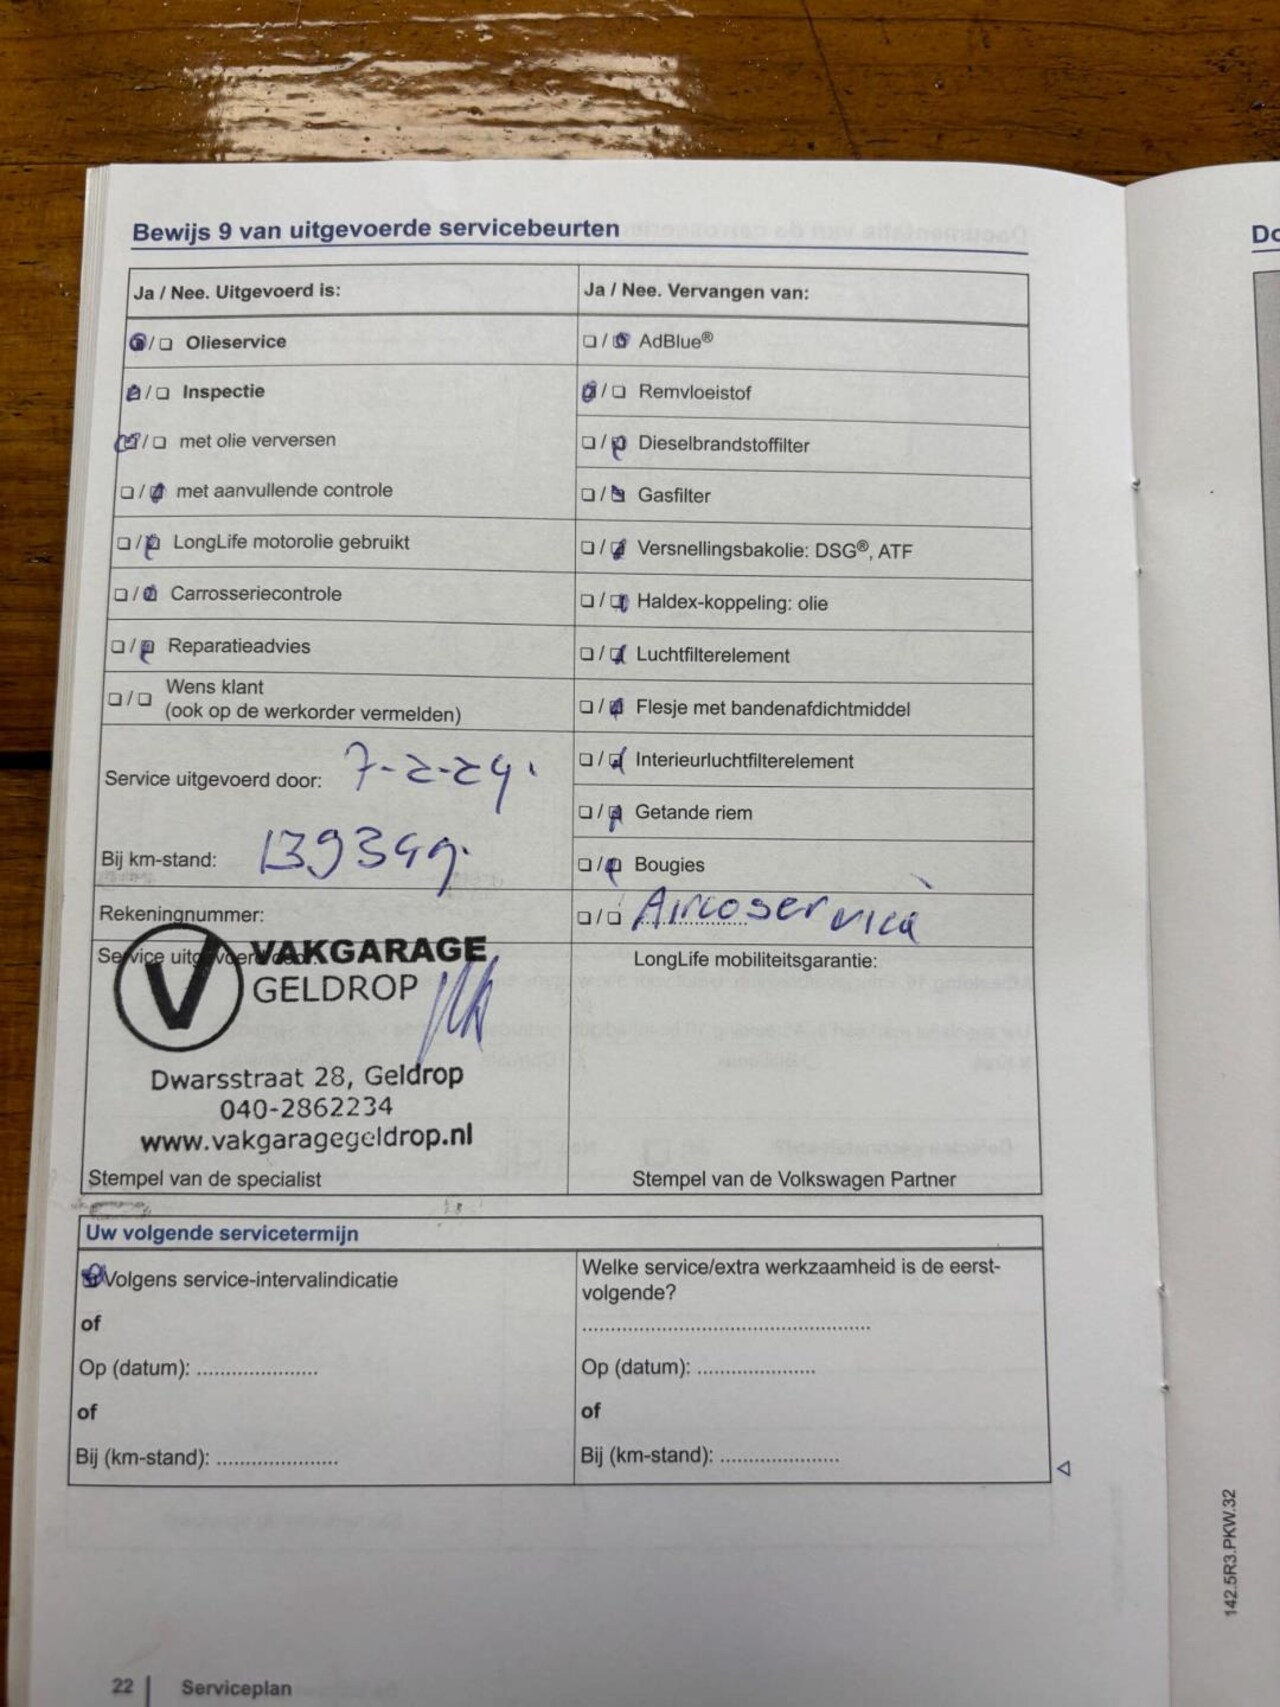 Bewijs 9 van uitgevoerde servicebeurten
Do
Ja / Nee. Uitgevoerd is:
Ja / Nee. Vervangen van:
Olieservice
AdBlue®
Inspectie
Remvloeistof
met olie verversen
Dieselbrandstoffilter
met aanvullende controle
Gasfilter
LongLife motorolie gebruikt
Versnellingsbakolie: DSG®, ATF
Carrosseriecontrole
Haldex-koppeling: olie
Reparatieadvies
Luchtfilterelement
Wens klant
(ook op de werkorder vermelden)
Flesje met bandenafdichtmiddel
Service uitgevoerd door: 7-2-24.
Interieurluchtfilterelement
Getande riem
Bij km-stand:
Bougies
Rekeningnummer:
Aircoservice
Service uitgevoerd door:
VAKGARAGE
GELDROP
Dwarsstraat 28, Geldrop
040-2862234
www.vakgaragegeldrop.nl
Stempel van de specialist
LongLife mobiliteitsgarantie:
Stempel van de Volkswagen Partner
Uw volgende servicetermijn
Volgens service-intervalindicatie
of
Op (datum): .....................
of
Bij (km-stand): .....................
Welke service/extra werkzaamheid is de eerst-
volgende?
Op (datum): .....................
of
Bij (km-stand): .....................
142.5R3.PKW.32
22 Serviceplan